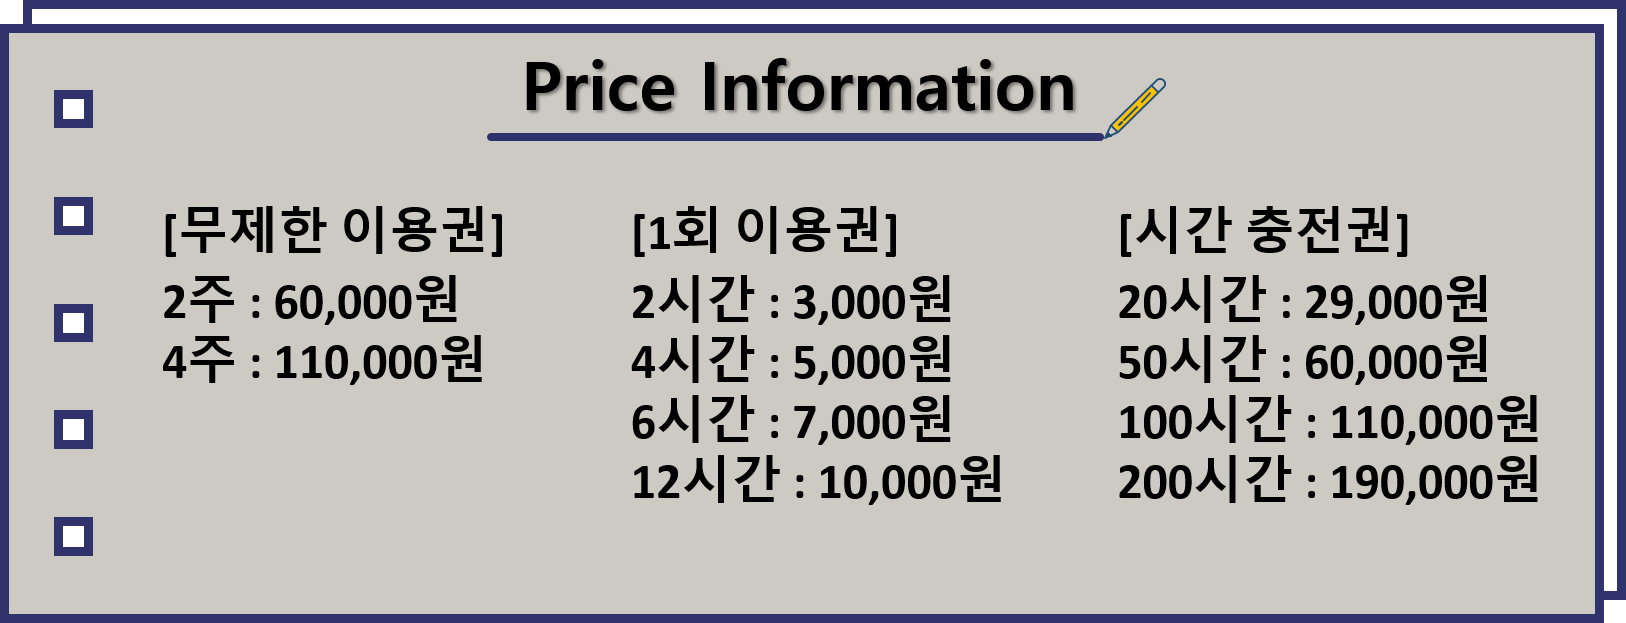 Price Information
[무제한 이용권]
2주 : 60,000원
4주 : 110,000원
[1회 이용권]
2시간 : 3,000원
4시간 : 5,000원
6시간 : 7,000원
12시간 : 10,000원
[시간 충전권]
20시간 : 29,000원
50시간 : 60,000원
100시간 : 110,000원
200시간 : 190,000원